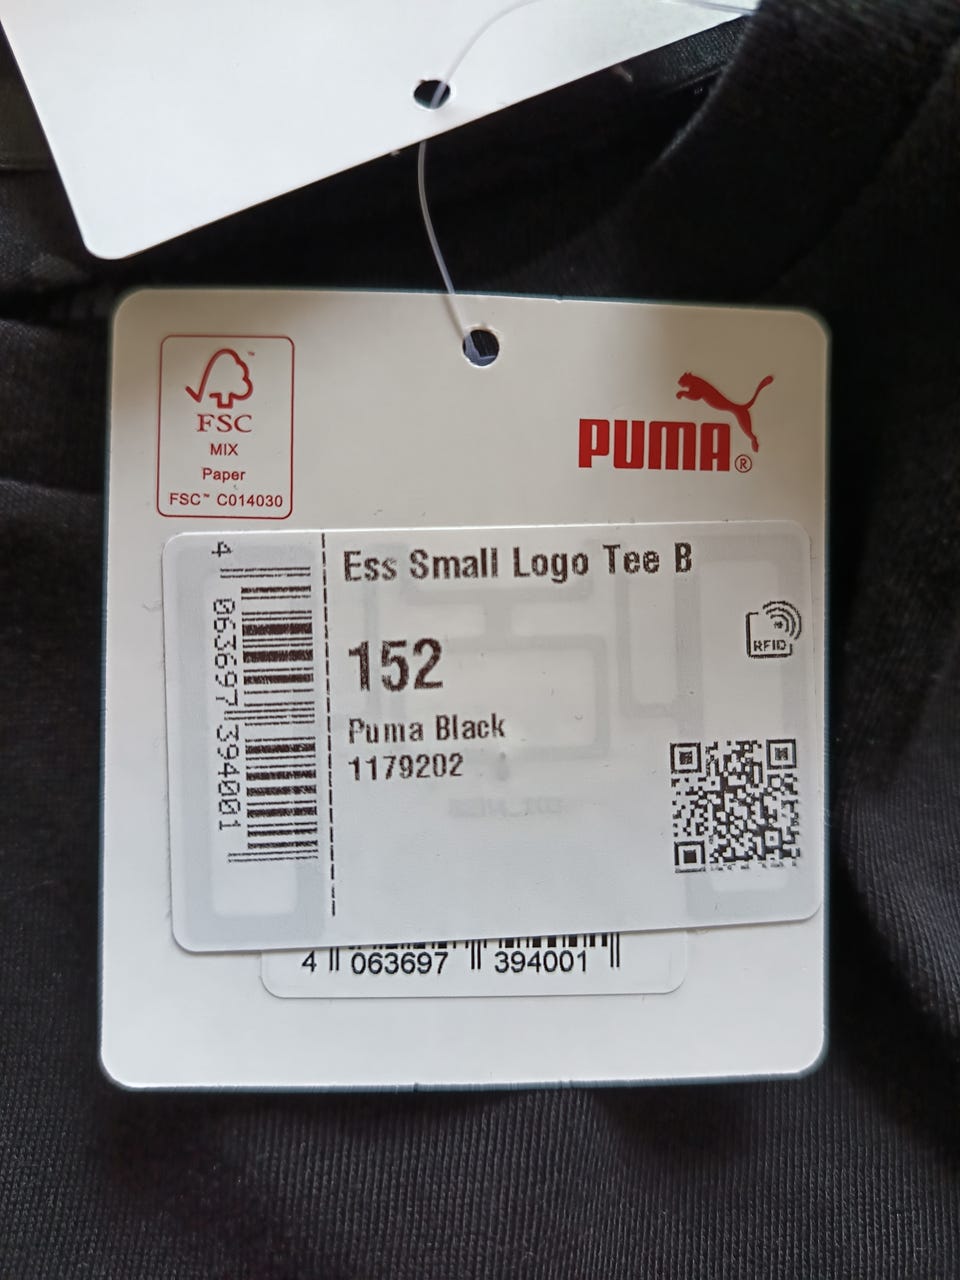 FSC™
MIX
Paper
FSC™ C014030
PUMA®
Ess Small Logo Tee B
RFID
152
Puma Black
1179202
4 063697 394001
4 063697 394001